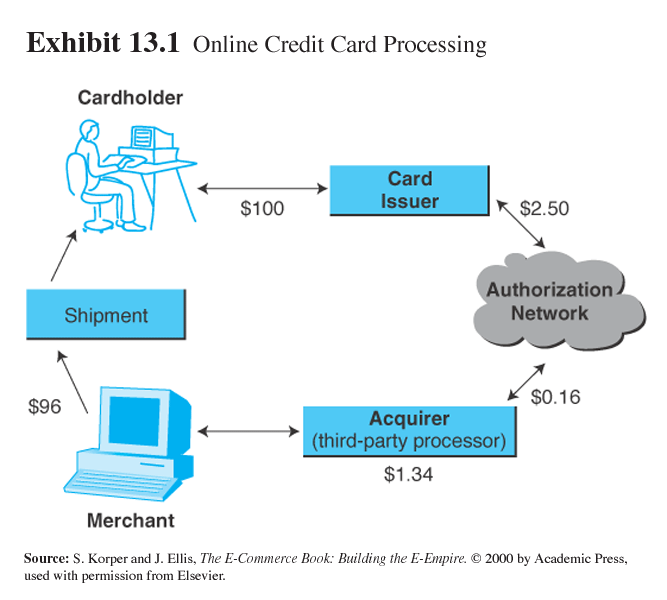 Exhibit 13.1 Online Credit Card Processing
Cardholder
Card
Issuer
$100
$2.50
Authorization
Network
Shipment
$96
$0.16
Acquirer
(third-party processor)
$1.34
Merchant
Source: S. Korper and J. Ellis, The E-Commerce Book: Building the E-Empire. © 2000 by Academic Press,
used with permission from Elsevier.